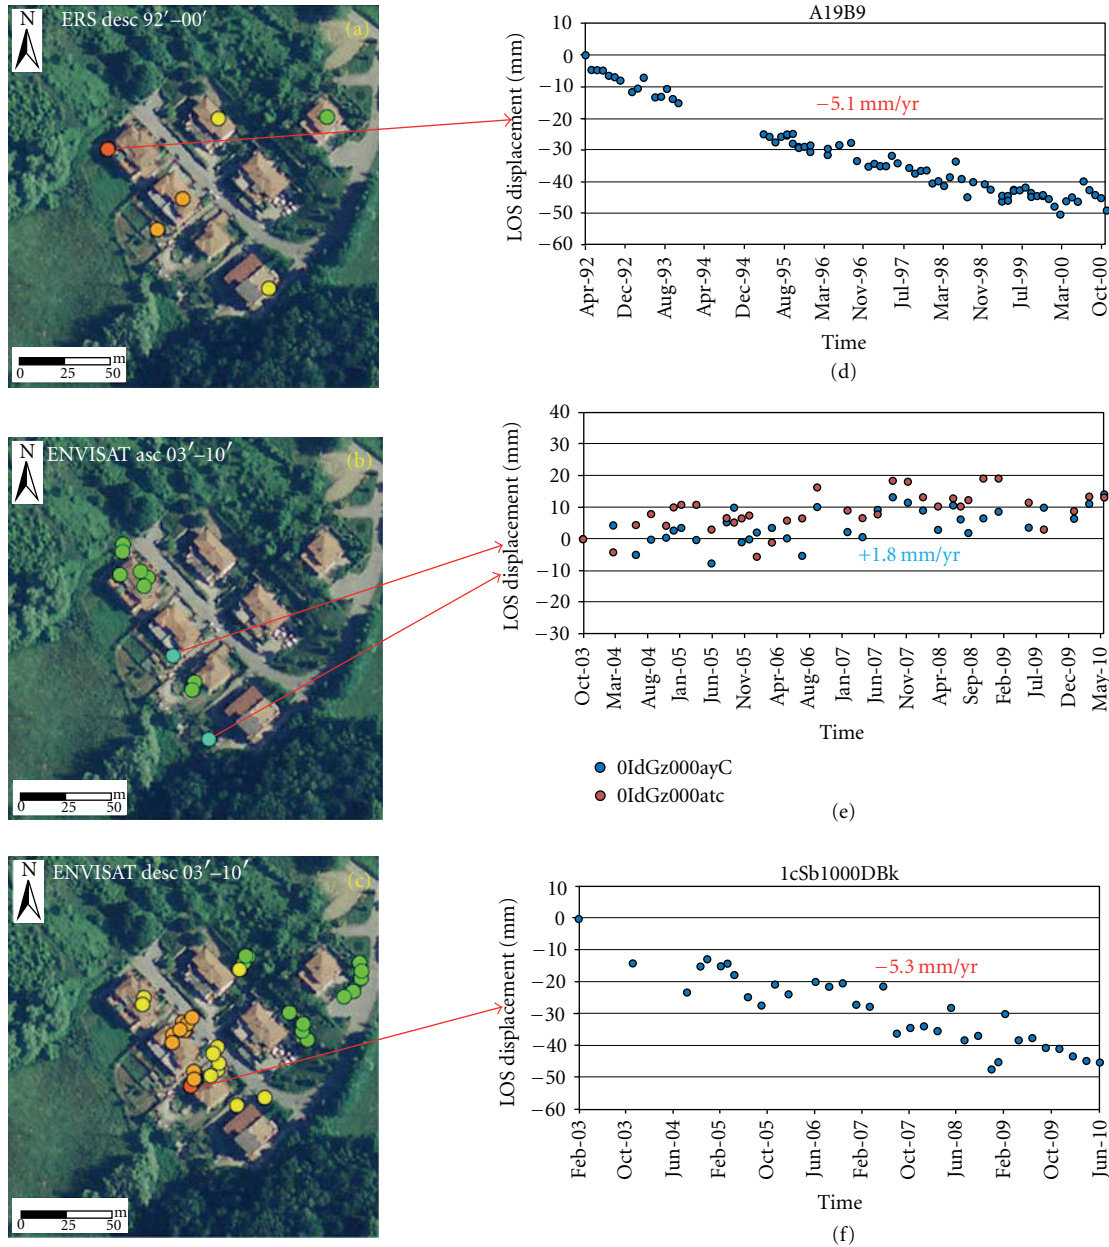 N
ERS desc 92′–00′
(a)
0 25 50 m
A19B9
LOS displacement (mm)
10
0
−10
−20
−30
−40
−50
−60
−5.1 mm/yr
Apr-92 Dec-92 Aug-93 Apr-94 Dec-94 Aug-95 Mar-96 Nov-96 Jul-97 Mar-98 Nov-98 Jul-99 Mar-00 Oct-00
Time
(d)
N
ENVISAT asc 03′–10′
(b)
0 25 50 m
LOS displacement (mm)
40
30
20
10
0
−10
−20
−30
+1.8 mm/yr
Oct-03 Mar-04 Aug-04 Jan-05 Jun-05 Nov-05 Apr-06 Aug-06 Jan-07 Jun-07 Nov-07 Apr-08 Sep-08 Feb-09 Jul-09 Dec-09 May-10
Time
0IdGz000ayC
0IdGz000atc
(e)
N
ENVISAT desc 03′–10′
(c)
0 25 50 m
1cSb1000DBk
LOS displacement (mm)
10
0
−10
−20
−30
−40
−50
−60
−5.3 mm/yr
Feb-03 Oct-03 Jun-04 Feb-05 Oct-05 Jun-06 Feb-07 Oct-07 Jun-08 Feb-09 Oct-09 Jun-10
Time
(f)